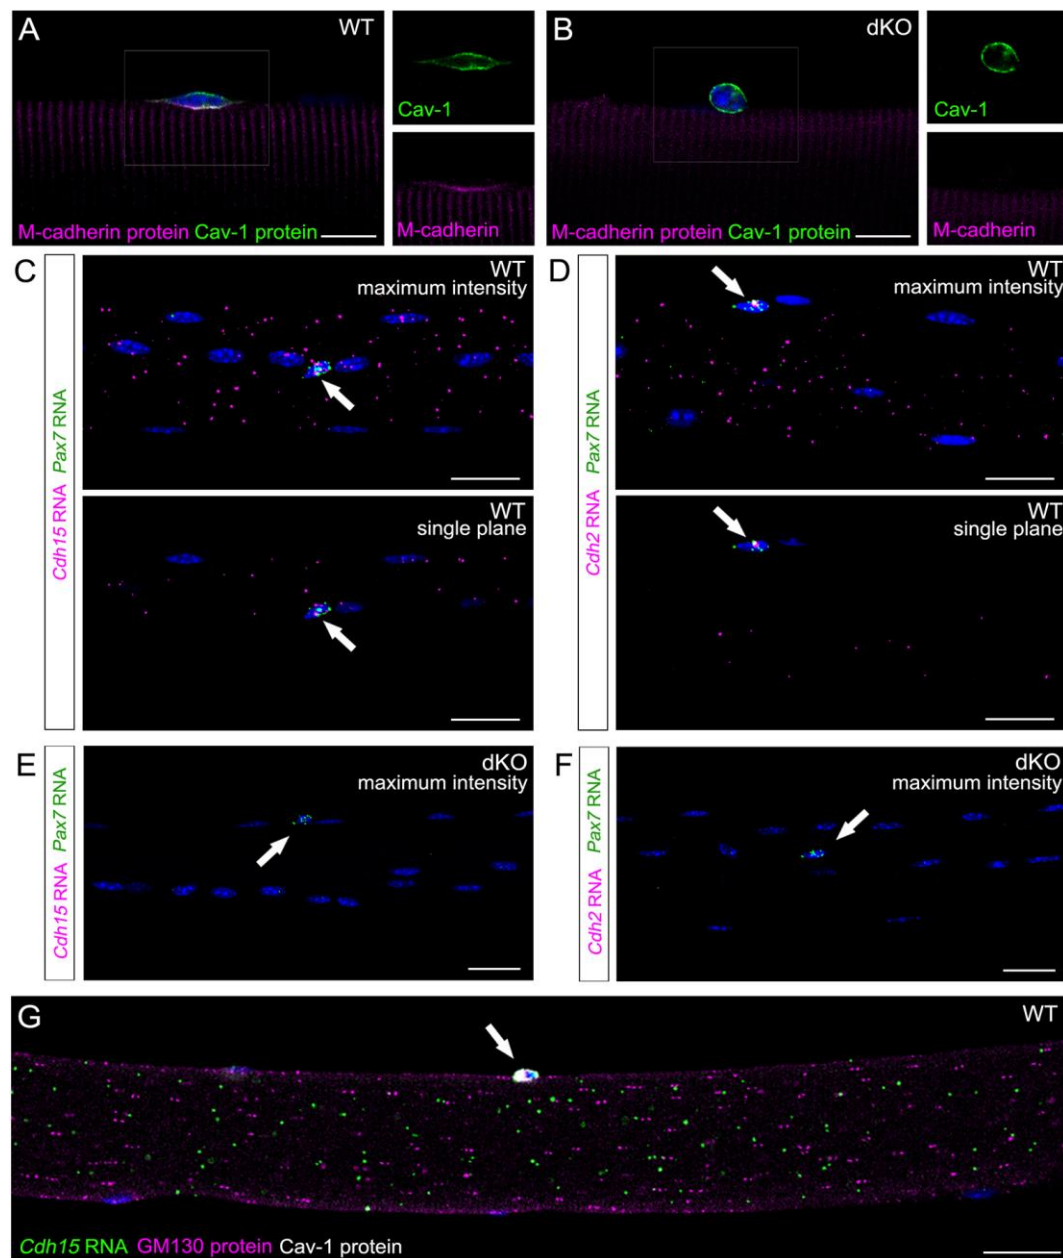 A
WT
M-cadherin protein Cav-1 protein
Cav-1
M-cadherin
B
dKO
M-cadherin protein Cav-1 protein
Cav-1
M-cadherin
C
Cdh15 RNA Pax7 RNA
WT
maximum intensity
WT
single plane
D
Cdh2 RNA Pax7 RNA
WT
maximum intensity
WT
single plane
E
Cdh15 RNA Pax7 RNA
dKO
maximum intensity
F
Cdh2 RNA Pax7 RNA
dKO
maximum intensity
G
WT
Cdh15 RNA GM130 protein Cav-1 protein